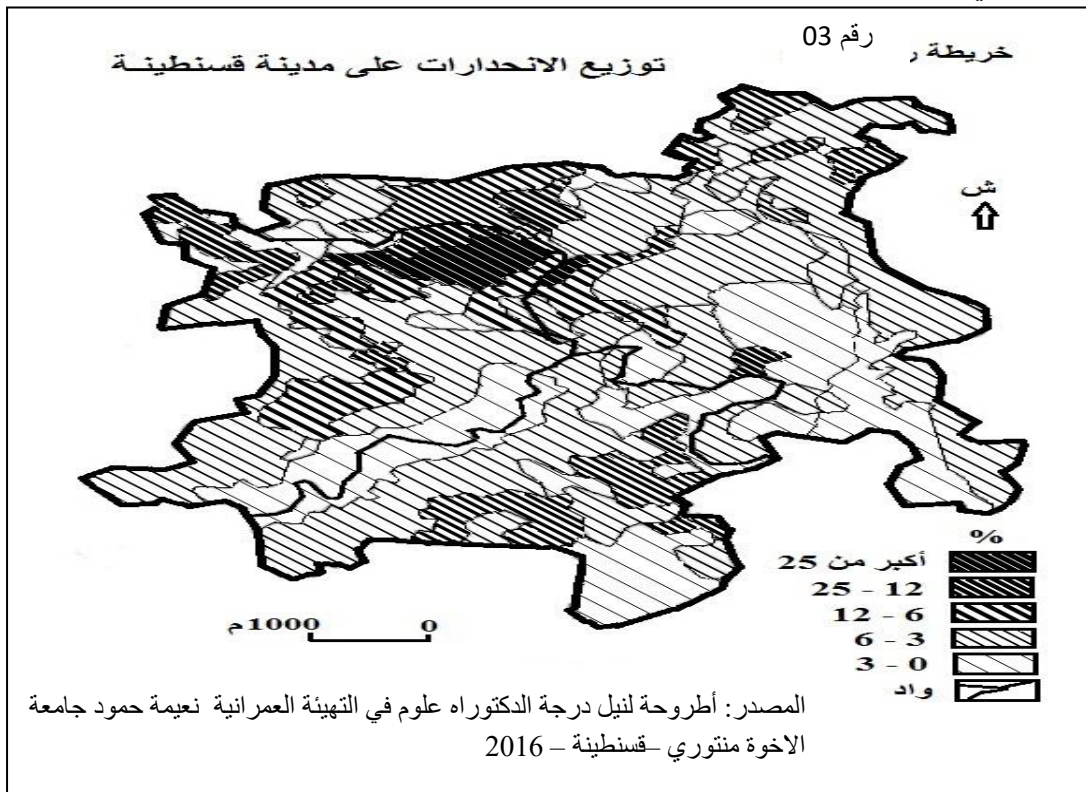 خريطة ر رقم 03
توزيع الانحدارات على مدينة قسنطينة
ش
%
أكبر من 25
25 - 12
12 - 6
6 - 3
3 - 0
واد
1000م 0
المصدر: أطروحة لنيل درجة الدكتوراه علوم في التهيئة العمرانية نعيمة حمود جامعة
الاخوة منتوري –قسنطينة – 2016